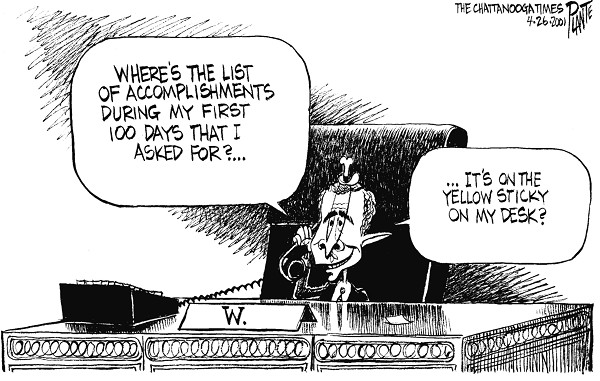 THE CHATTANOOGA TIMES
4.26.2001
PLANTE
WHERE'S THE LIST
OF ACCOMPLISHMENTS
DURING MY FIRST
100 DAYS THAT I
ASKED FOR?...
... IT'S ON THE
YELLOW STICKY
ON MY DESK?
W.